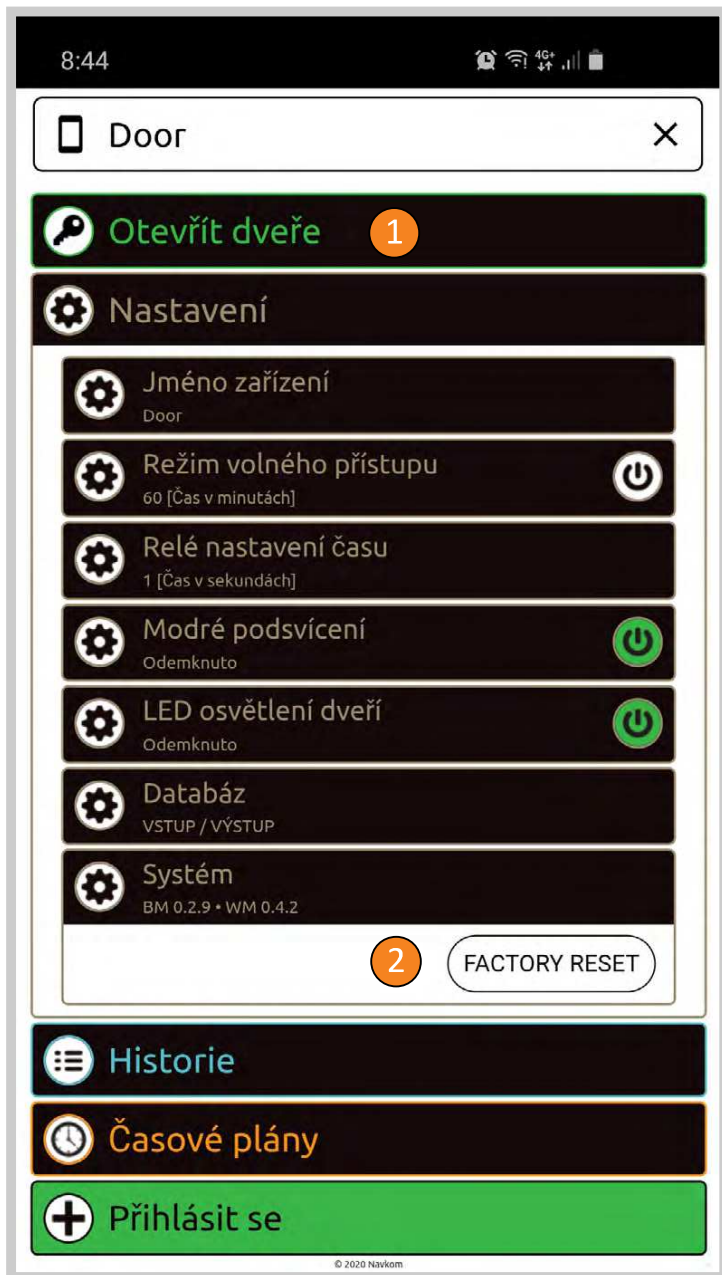 8:44
4G+
Door
Otevřít dveře 1
Nastavení
Jméno zařízení
Door
Režim volného přístupu
60 [Čas v minutách]
Relé nastavení času
1 [Čas v sekundách]
Modré podsvícení
Odemknuto
LED osvětlení dveří
Odemknuto
Databáz
VSTUP / VÝSTUP
Systém
BM 0.2.9 • WM 0.4.2
2 FACTORY RESET
Historie
Časové plány
Přihlásit se
© 2020 Navkom